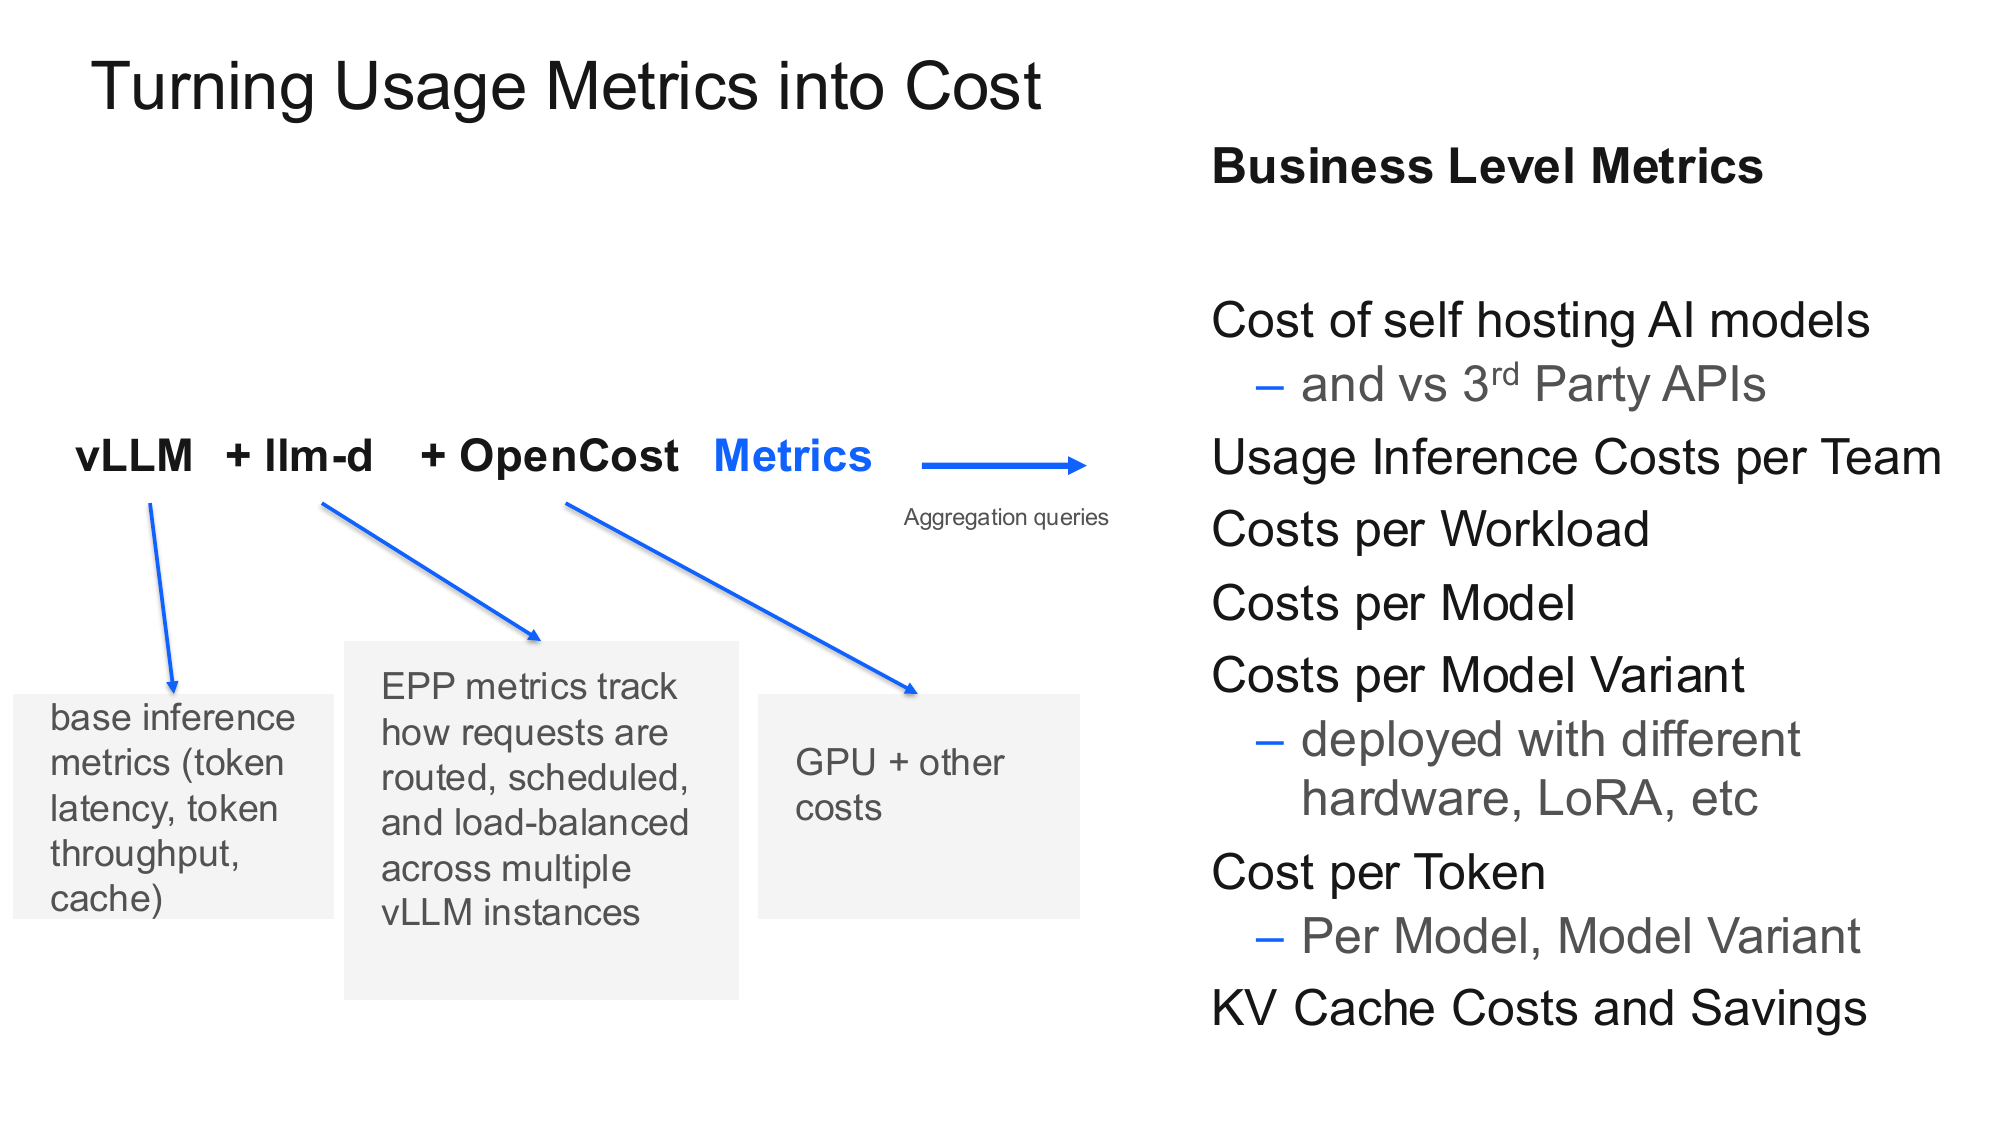 Turning Usage Metrics into Cost
vLLM + llm-d + OpenCost Metrics
Aggregation queries
base inference
metrics (token
latency, token
throughput,
cache)
EPP metrics track
how requests are
routed, scheduled,
and load-balanced
across multiple
vLLM instances
GPU + other
costs
Business Level Metrics
Cost of self hosting AI models
– and vs 3rd Party APIs
Usage Inference Costs per Team
Costs per Workload
Costs per Model
Costs per Model Variant
– deployed with different
hardware, LoRA, etc
Cost per Token
– Per Model, Model Variant
KV Cache Costs and Savings